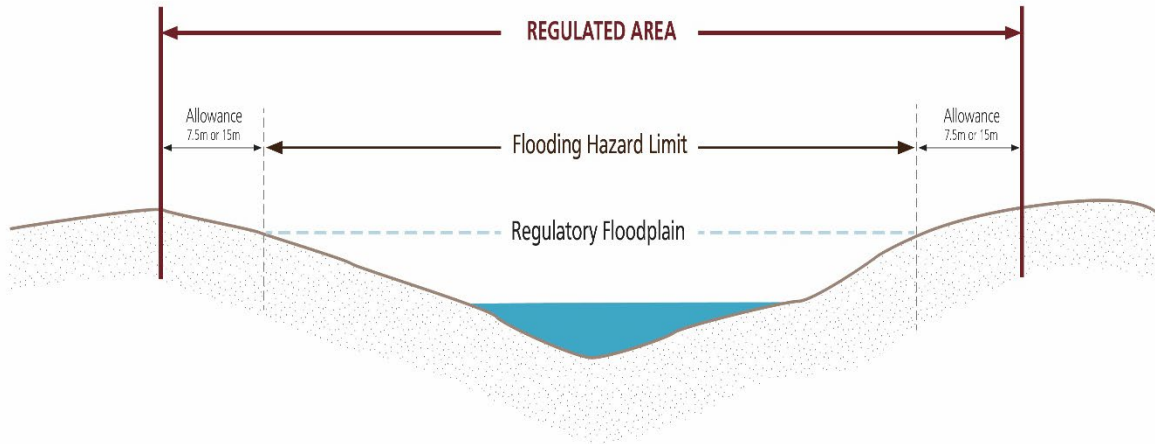 REGULATED AREA
Allowance
7.5m or 15m
Allowance
7.5m or 15m
Flooding Hazard Limit
Regulatory Floodplain